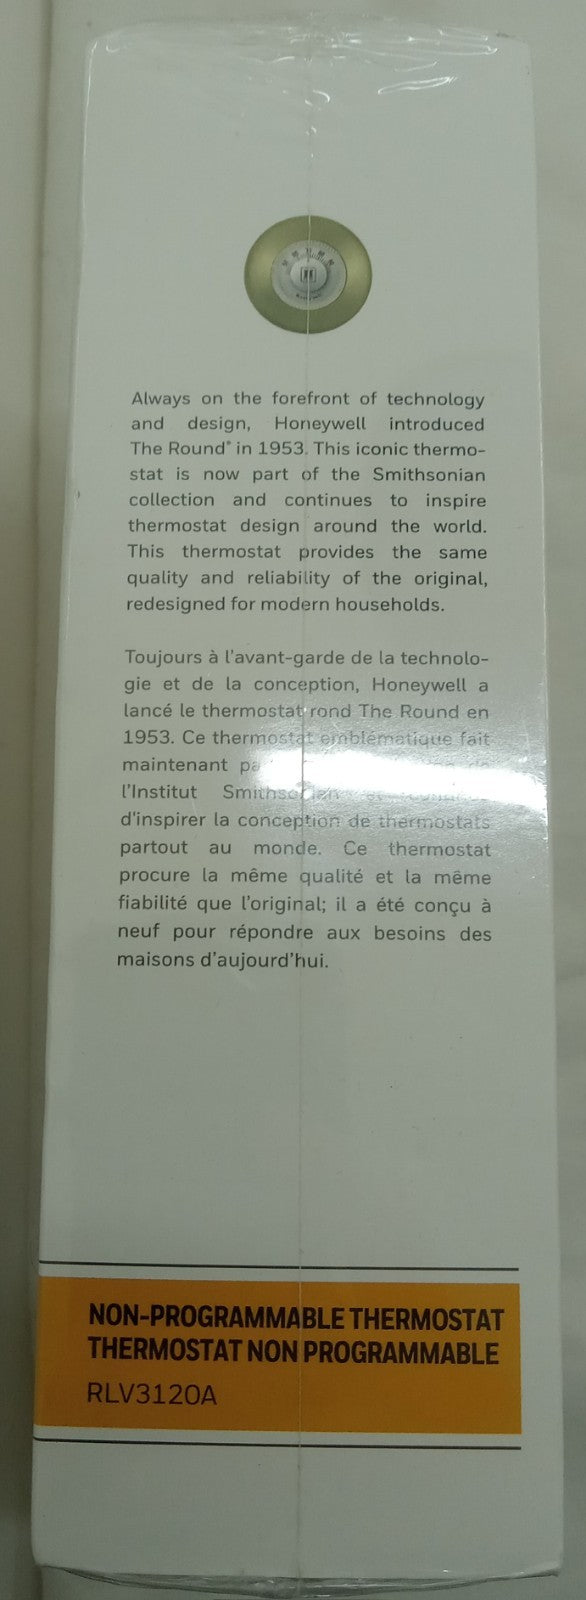 Always on the forefront of technology
and design, Honeywell introduced
The Round® in 1953. This iconic thermo-
stat is now part of the Smithsonian
collection and continues to inspire
thermostat design around the world.
This thermostat provides the same
quality and reliability of the original,
redesigned for modern households.
Toujours à l'avant-garde de la technolo-
gie et de la conception, Honeywell a
lancé le thermostat rond The Round en
1953. Ce thermostat emblématique fait
maintenant de
l'Institut Smithsonian et
d'inspirer la conception de thermostats
partout au monde. Ce thermostat
procure la même qualité et la même
fiabilité que l'original; il a été conçu à
neuf pour répondre aux besoins des
maisons d'aujourd'hui.
NON-PROGRAMMABLE THERMOSTAT
THERMOSTAT NON PROGRAMMABLE
RLV3120A